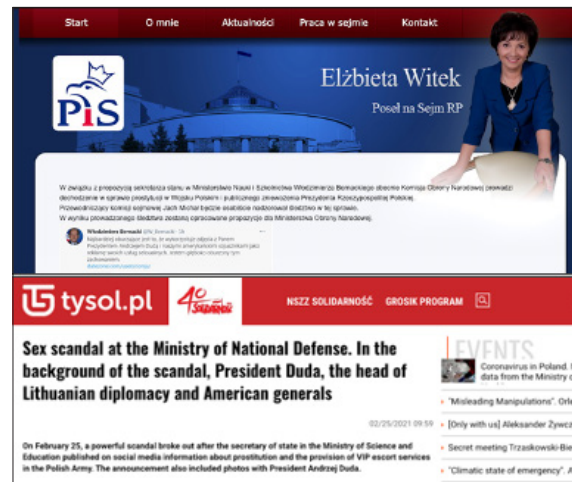 Start O mnie Aktualności Praca w sejmie Kontakt
PiS
Elżbieta Witek
Poseł na Sejm RP
W związku z propozycją sekretarza stanu w Ministerstwie Nauki i Szkolnictwa Włodzimierza Bernackiego obecnie Komisja Obrony Narodowej prowadzi
dochodzenie w sprawie prostytucji w Wojsku Polskim i publicznego znieważenia Prezydenta Rzeczypospolitej Polskiej.
Przewodniczący komisji sejmowej Jach Michał będzie osobiście nadzorował śledztwo w tej sprawie.
W wyniku prowadzanego śledztwa zostaną opracowane propozycje dla Ministerstwa Obrony Narodowej.
Włodzimierz Bernacki
tysol.pl
40
NSZZ SOLIDARNOŚĆ GROSIK PROGRAM
Sex scandal at the Ministry of National Defense. In the
background of the scandal, President Duda, the head of
Lithuanian diplomacy and American generals
02/25/2021 09:59
On February 25, a powerful scandal broke out after the secretary of state in the Ministry of Science and
Education published on social media information about prostitution and the provision of VIP escort services
in the Polish Army. The announcement also included photos with President Andrzej Duda.
EVENTS
Coronavirus in Poland.
data from the Ministry
"Misleading Manipulations". Orle
[Only with us] Aleksander Żywcz
Secret meeting Trzaskowski-Bie
"Climatic state of emergency". A